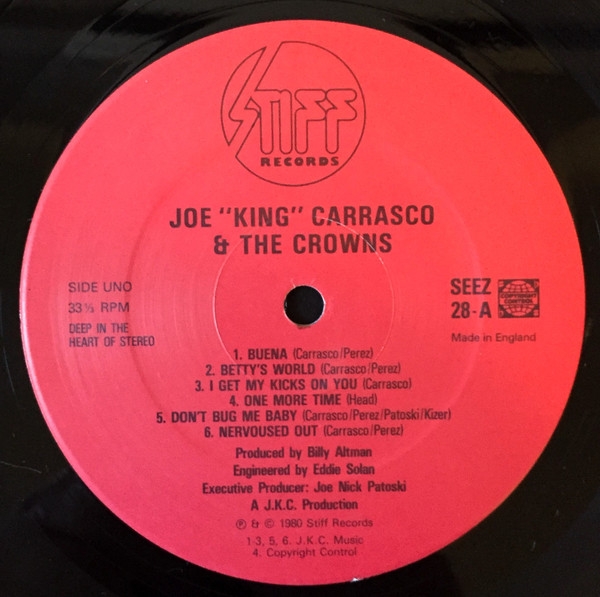 STIFF
RECORDS
JOE "KING" CARRASCO
& THE CROWNS
SIDE UNO
33⅓ RPM
DEEP IN THE
HEART OF STEREO
SEEZ
28-A
COPYRIGHT
CONTROL
Made in England
1. BUENA (Carrasco/Perez)
2. BETTY'S WORLD (Carrasco/Perez)
3. I GET MY KICKS ON YOU (Carrasco)
4. ONE MORE TIME (Head)
5. DON'T BUG ME BABY (Carrasco/Perez/Patoski/Kizer)
6. NERVOUSED OUT (Carrasco/Perez)
Produced by Billy Altman
Engineered by Eddie Solan
Executive Producer: Joe Nick Patoski
A J.K.C. Production
℗ & © 1980 Stiff Records
1-3, 5, 6. J.K.C. Music
4. Copyright Control